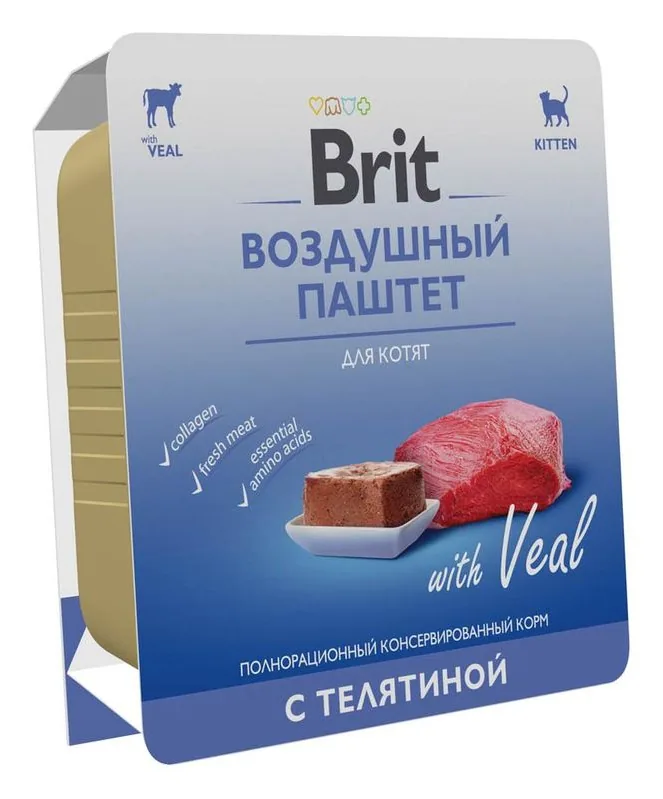 with
VEAL
KITTEN
Brit
ВОЗДУШНЫЙ
ПАШТЕТ
ДЛЯ КОТЯТ
collagen
fresh meat
essential
amino acids
with Veal
ПОЛНОРАЦИОННЫЙ КОНСЕРВИРОВАННЫЙ КОРМ
С ТЕЛЯТИНОЙ